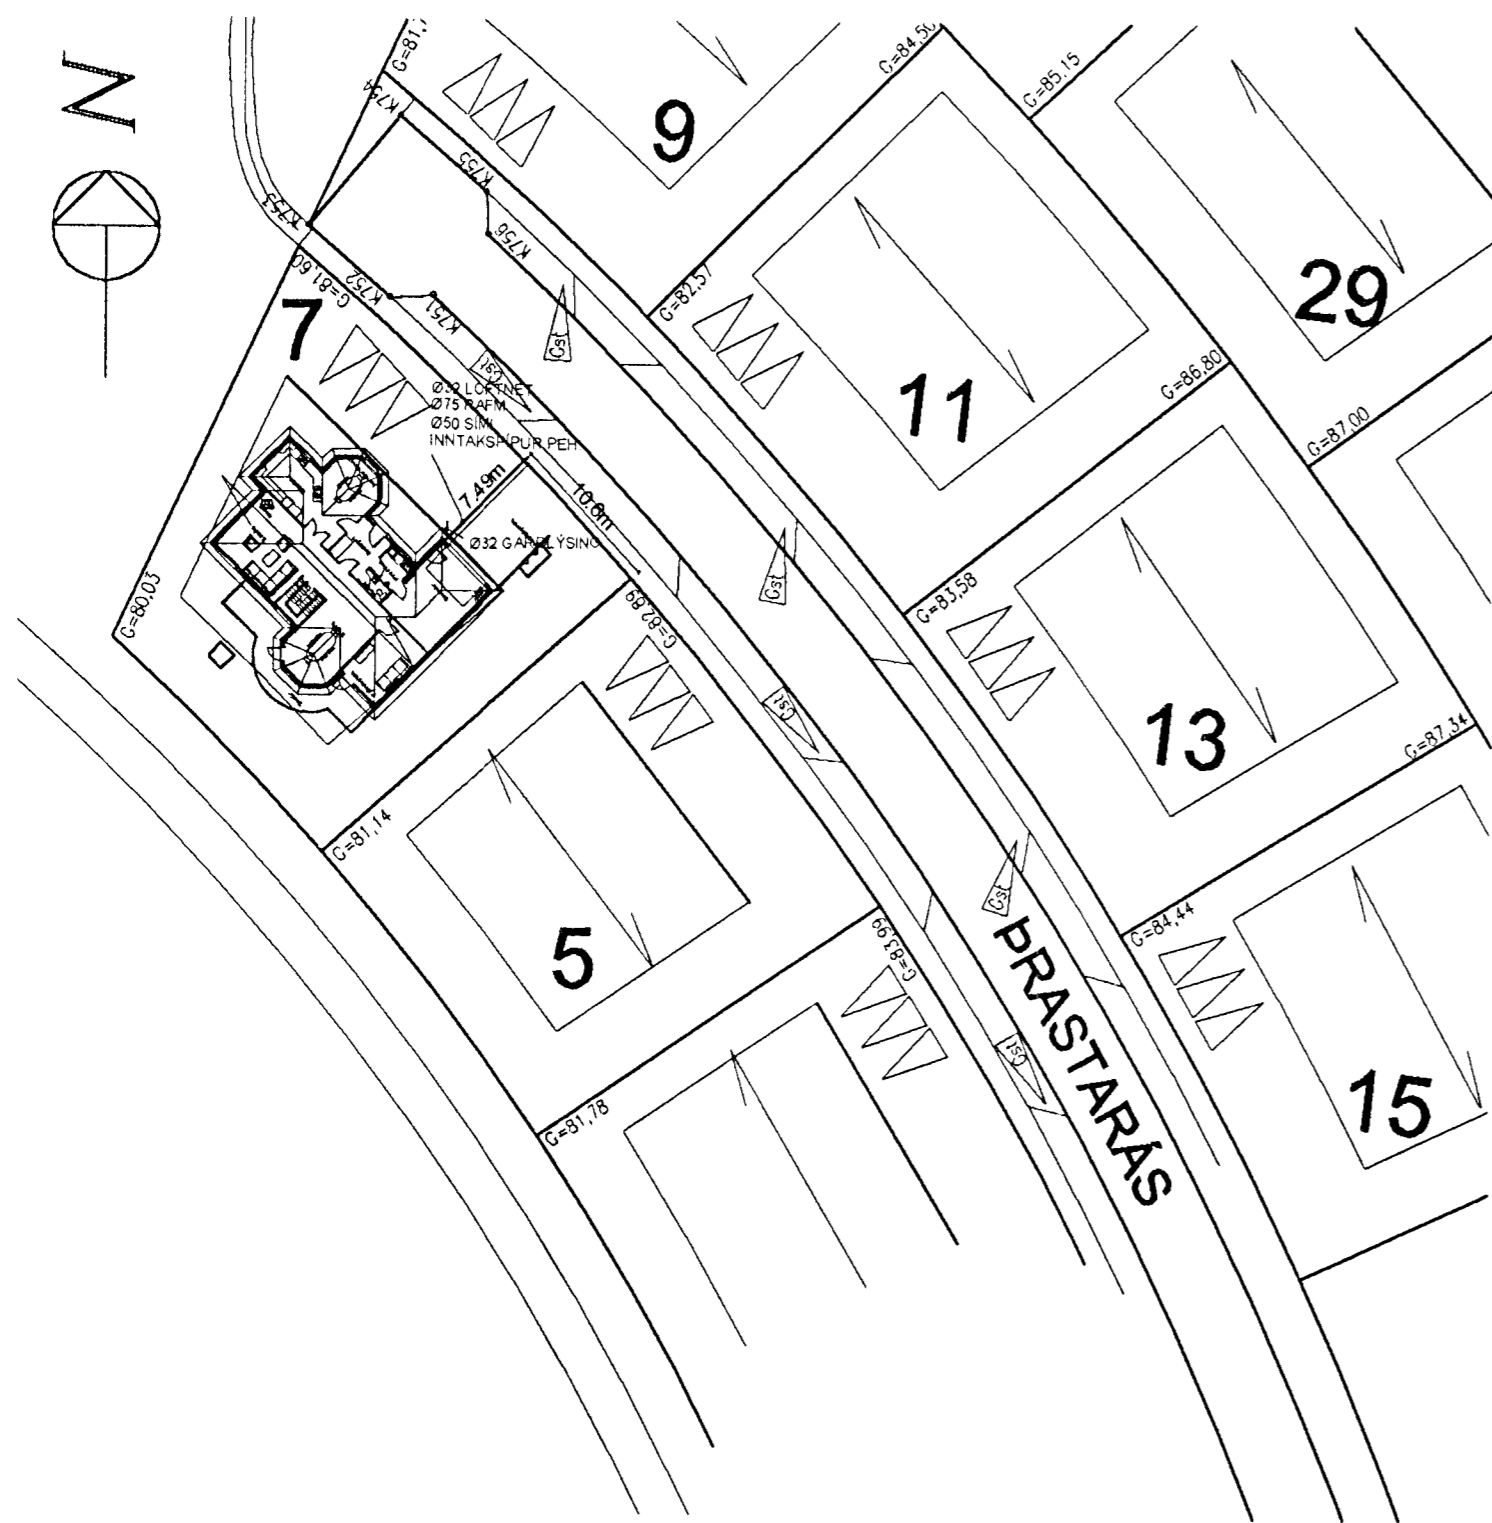 N
G=81,
K754
9
G=84,50
G=85,15
K755
K753
K756
29
G=81,60
K752
7
K751
G=82,57
Gst
Gst
Ø32 LOFTNET
Ø75 RAFM
Ø50 SÍMI
INNTAKSPÍPUR PEH
11
G=86,80
G=87,00
7,49m
10.6m
Ø32 GARÐLÝSING
Gst
G=80,03
G=82,89
G=83,58
Gst
13
G=87,34
G=81,14
Gst
5
G=83,99
G=84,44
ÞRASTARÁS
Gst
G=81,78
15